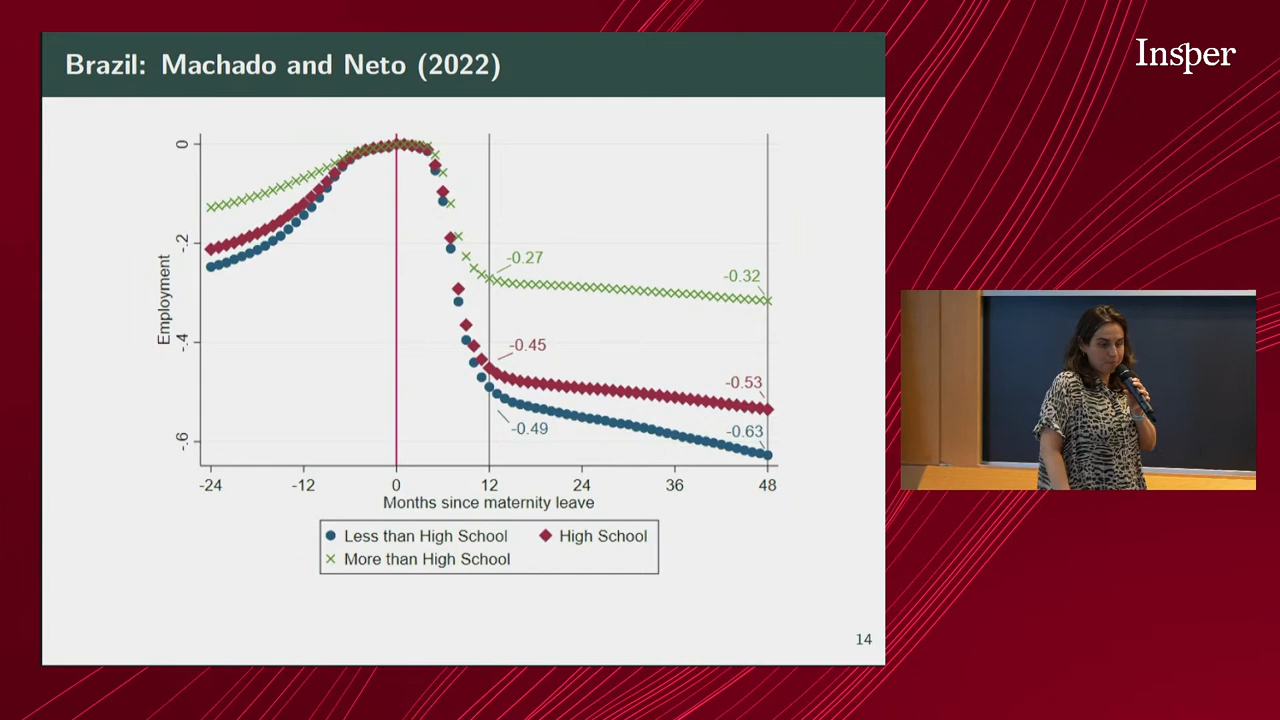 Brazil: Machado and Neto (2022)
Insper
0
-.2
-.4
-.6
Employment
-0.27
-0.32
-0.45
-0.53
-0.49
-0.63
-24
-12
0
12
24
36
48
Months since maternity leave
Less than High School
High School
More than High School
14